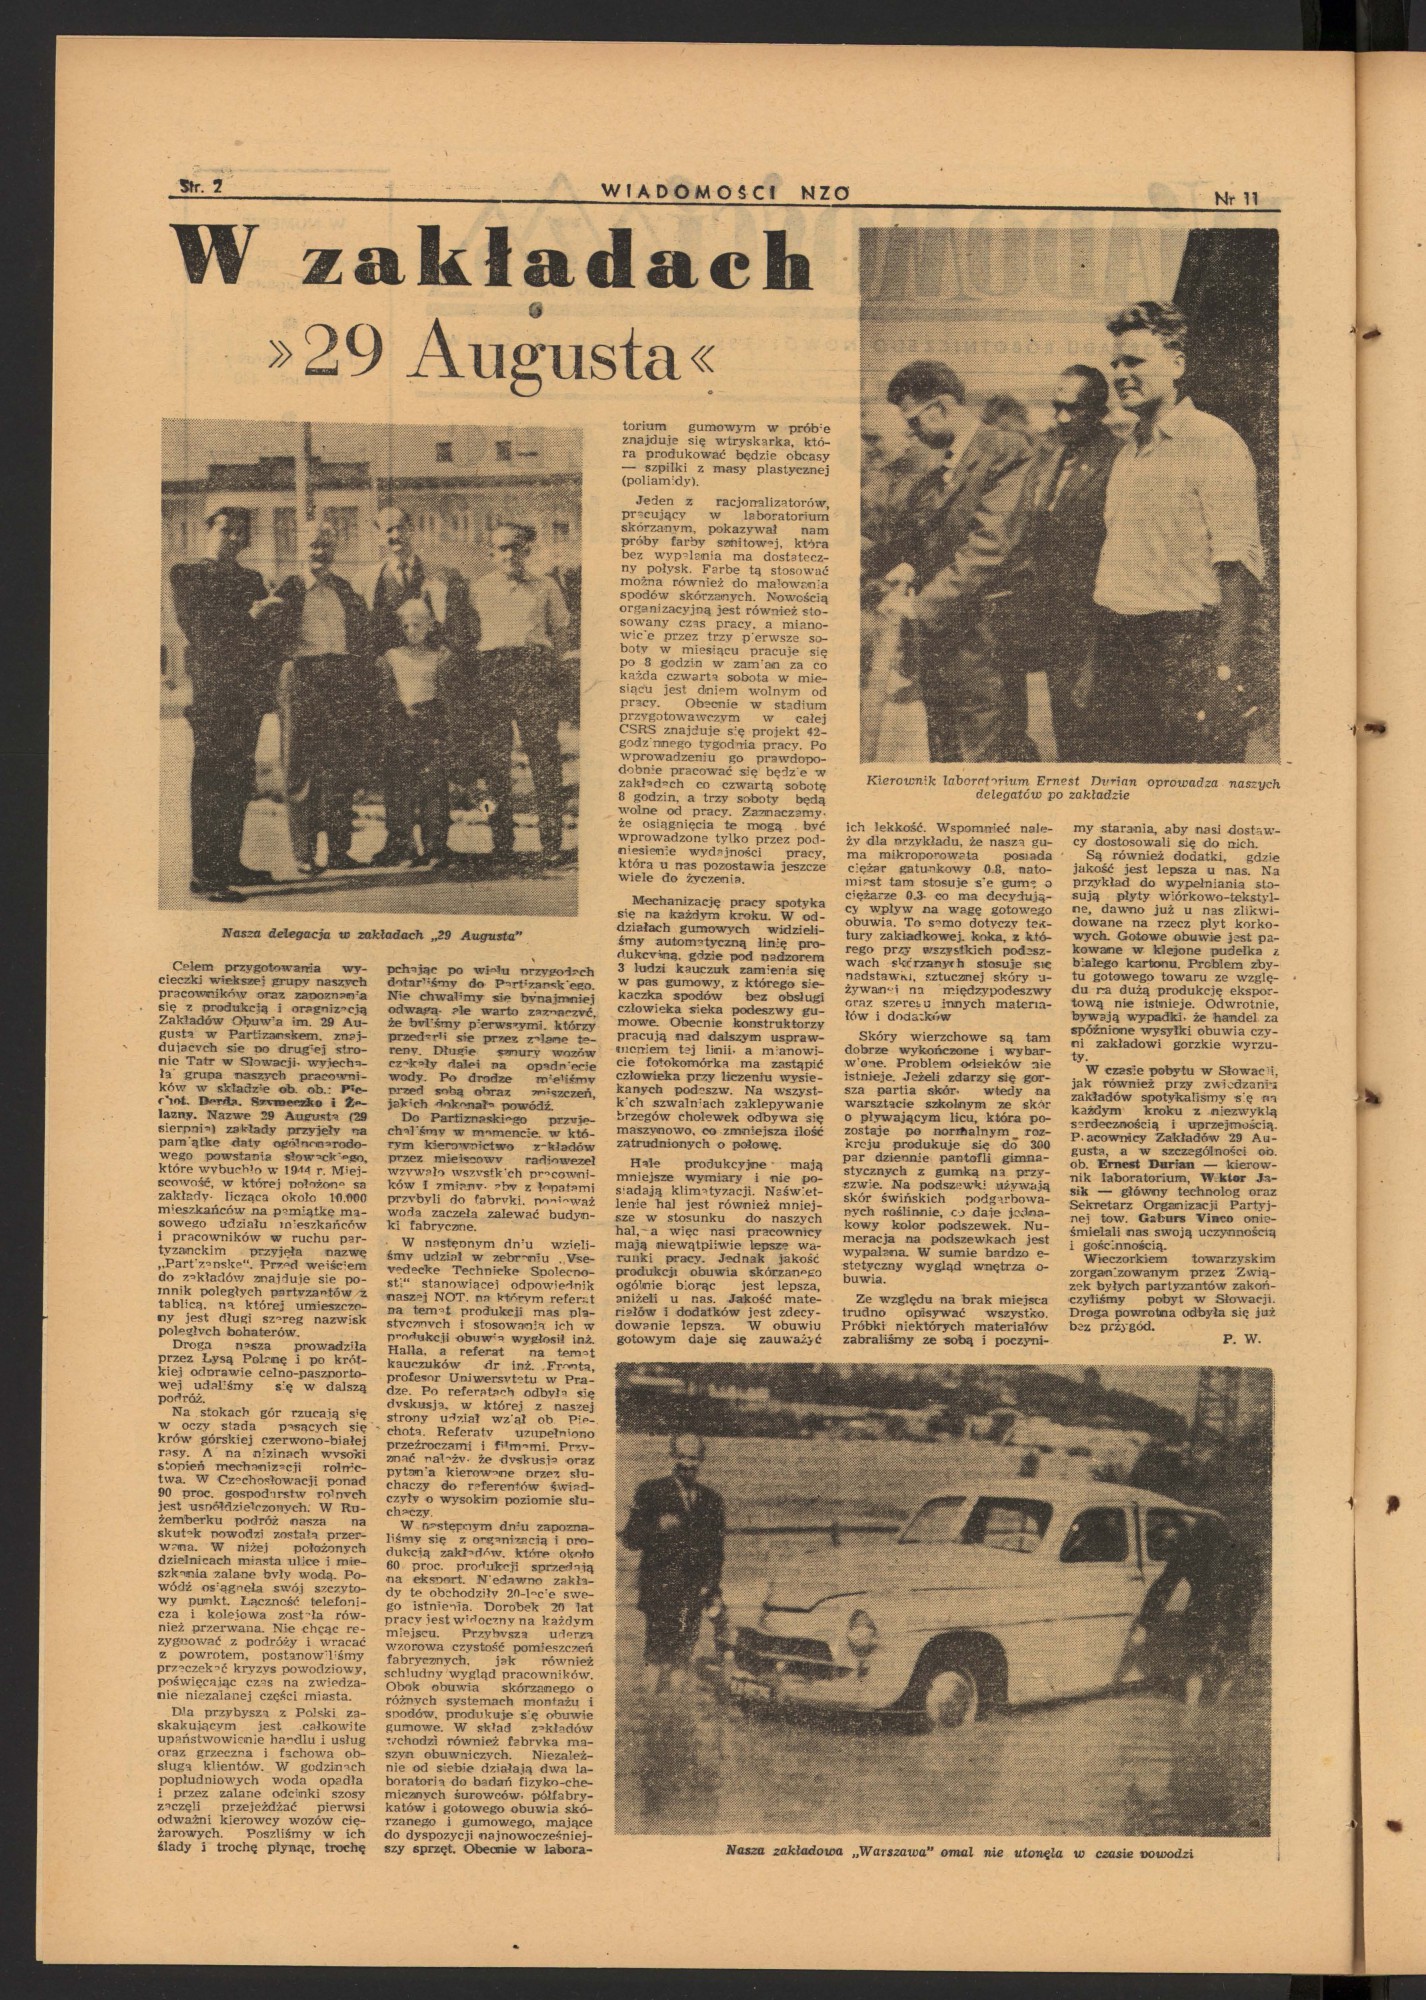 Str. 2
WIADOMOŚCI NZO
Nr 11
W zakładach
»29 Augusta«
Nasza delegacja w zakładach „29 Augusta”
Celem przygotowania wy-
cieczki większej grupy naszych
pracowników oraz zapoznania
się z produkcją i oragnizacją
Zakładów Obuwia im. 29 Au-
gusta w Partizanskem, znaj-
dujących się po drugiej stro-
nie Tatr w Słowacji, wyjecha-
ła grupa naszych pracowni-
ków w składzie ob. ob.: Pie-
chot, Derda, Szymeczko i Że-
lazny. Nazwę 29 Augusta (29
sierpnia) zakłady przyjęły na
pamiątkę daty ogólnonarodo-
wego powstania słowackiego,
które wybuchło w 1944 r. Miej-
scowość, w której położone są
zakłady, licząca około 10.000
mieszkańców na pamiątkę ma-
sowego udziału mieszkańców
i pracowników w ruchu par-
tyzanckim przyjęła nazwę
„Partizanske”. Przed wejściem
do zakładów znajduje się po-
mnik poległych partyzantów z
tablicą, na której umieszczo-
ny jest długi szereg nazwisk
poległych bohaterów.
Droga nasza prowadziła
przez Łysą Polanę i po krót-
kiej odprawie celno-paszporto-
wej udaliśmy się w dalszą
podróż.
Na stokach gór rzucają się
w oczy stada pasących się
krów górskiej czerwono-białej
rasy. A na nizinach wysoki
stopień mechanizacji rolnic-
twa. W Czechosłowacji ponad
90 proc. gospodarstw rolnych
jest uspółdzielczonych. W Ru-
żemberku podróż nasza na
skutek powodzi została przer-
wana. W niżej położonych
dzielnicach miasta ulice i mie-
szkania zalane były wodą. Po-
wódź osiągnęła swój szczyto-
wy punkt. Łączność telefoni-
cza i kolejowa została rów-
nież przerwana. Nie chcąc re-
zygnować z podróży i wracać
z powrotem, postanowiliśmy
przeczekać kryzys powodziowy,
poświęcając czas na zwiedza-
nie niezalanej części miasta.
Dla przybysza z Polski za-
skakującym jest całkowite
upaństwowienie handlu i usług
oraz grzeczna i fachowa ob-
sługa klientów. W godzinach
popłudniowych woda opadła
i przez zalane odcinki szosy
zaczęli przejeżdżać pierwsi
odważni kierowcy wozów cię-
żarowych. Poszliśmy w ich
ślady i trochę płynąc, trochę
pchając po wielu przygodach
dotarliśmy do Partizanskiego.
Nie chwalimy się bynajmniej
odwagą, ale warto zaznaczyć,
że byliśmy pierwszymi, którzy
przedarli się przez zalane te-
reny. Długie sznury wozów
czekały dalej na opadnięcie
wody. Po drodze mieliśmy
przed sobą obraz zniszczeń,
jakich dokonała powódź.
Do Partiznaskiego przyje-
chaliśmy w momencie, w któ-
rym kierownictwo zakładów
przez miejscowy radiowęzeł
wzywało wszystkich pracowni-
ków I zmiany, aby z łopatami
przybyli do fabryki, ponieważ
woda zaczęła zalewać budyn-
ki fabryczne.
W następnym dniu wzięli-
śmy udział w zebraniu „Vse-
vedecke Technicke Spolecno-
sti” stanowiącej odpowiednik
naszej NOT, na którym referat
na temat produkcji mas pla-
stycznych i stosowania ich w
produkcji obuwia wygłosił inż.
Halla, a referat na temat
kauczuków dr inż. Fronta,
profesor Uniwersytetu w Pra-
dze. Po referatach odbyła się
dyskusja, w której z naszej
strony udział wziął ob. Pie-
chota. Referaty uzupełniono
przeźroczami i filmami. Przy-
znać należy, że dyskusja oraz
pytania kierowane przez słu-
chaczy do referentów świad-
czyły o wysokim poziomie słu-
chaczy.
W następnym dniu zapozna-
liśmy się z organizacją i pro-
dukcją zakładów, które około
60 proc. produkcji sprzedają
na eksport. Niedawno zakła-
dy te obchodziły 20-lecie swe-
go istnienia. Dorobek 20 lat
pracy jest widoczny na każdym
miejscu. Przybysza uderza
wzorowa czystość pomieszczeń
fabrycznych, jak również
schludny wygląd pracowników.
Obok obuwia skórzanego o
różnych systemach montażu i
spodów, produkuje się obuwie
gumowe. W skład zakładów
wchodzi również fabryka ma-
szyn obuwniczych. Niezależ-
nie od siebie działają dwa la-
boratoria do badań fizyko-che-
micznych surowców, półfabry-
katów i gotowego obuwia skó-
rzanego i gumowego, mające
do dyspozycji najnowocześniej-
szy sprzęt. Obecnie w labora-
torium gumowym w próbie
znajduje się wtryskarka, któ-
ra produkować będzie obcasy
— szpilki z masy plastycznej
(poliamidy).
Jeden z racjonalizatorów,
pracujący w laboratorium
skórzanym, pokazywał nam
próby farby sznitowej, która
bez wypalania ma dostatecz-
ny połysk. Farbę tą stosować
można również do malowania
spodów skórzanych. Nowością
organizacyjną jest również sto-
sowany czas pracy, a miano-
wicie przez trzy pierwsze so-
boty w miesiącu pracuje się
po 8 godzin w zamian za co
każda czwarta sobota w mie-
siącu jest dniem wolnym od
pracy. Obecnie w stadium
przygotowawczym w całej
CSRS znajduje się projekt 42-
godzinnego tygodnia pracy. Po
wprowadzeniu go prawdopo-
dobnie pracować się będzie w
zakładach co czwartą sobotę
8 godzin, a trzy soboty będą
wolne od pracy. Zaznaczamy,
że osiągnięcia te mogą być
wprowadzone tylko przez pod-
niesienie wydajności pracy,
która u nas pozostawia jeszcze
wiele do życzenia.
Mechanizację pracy spotyka
się na każdym kroku. W od-
działach gumowych widzieli-
śmy automatyczną linię pro-
dukcyjną, gdzie pod nadzorem
3 ludzi kauczuk zamienia się
w pas gumowy, z którego sie-
kaczka spodów bez obsługi
człowieka sieka podeszwy gu-
mowe. Obecnie konstruktorzy
pracują nad dalszym uspraw-
nieniem tej linii, a mianowi-
cie fotokomórka ma zastąpić
człowieka przy liczeniu wysie-
kanych podeszw. Na wszyst-
kich szwalniach zaklepywanie
brzegów cholewek odbywa się
maszynowo, co zmniejsza ilość
zatrudnionych o połowę.
Hale produkcyjne mają
mniejsze wymiary i nie po-
siadają klimatyzacji. Naświet-
lenie hal jest również mniej-
sze w stosunku do naszych
hal, a więc nasi pracownicy
mają niewątpliwie lepsze wa-
runki pracy. Jednak jakość
produkcji obuwia skórzanego
ogólnie biorąc jest lepsza,
aniżeli u nas. Jakość mate-
riałów i dodatków jest zdecy-
dowanie lepsza. W obuwiu
gotowym daje się zauważyć
Kierownik laboratorium Ernest Durian oprowadza naszych
delegatów po zakładzie
ich lekkość. Wspomnieć nale-
ży dla przykładu, że nasza gu-
ma mikroporowata posiada
ciężar gatunkowy 0.8, nato-
miast tam stosuje się gumę o
ciężarze 0.3, co ma decydują-
cy wpływ na wagę gotowego
obuwia. To samo dotyczy tek-
tury zakładkowej, koka, z któ-
rego przy wszystkich podesz-
wach skórzanych stosuje się
nadstawki, sztucznej skóry u-
żywanej na międzypodeszwy
oraz szeregu innych materia-
łów i dodatków
Skóry wierzchowe są tam
dobrze wykończone i wybar-
wione. Problem odsieków nie
istnieje. Jeżeli zdarzy się gor-
sza partia skór, wtedy na
warsztacie szkolnym ze skór
o pływającym licu, która po-
zostaje po normalnym roz-
kroju produkuje się do 300
par dziennie pantofli gimna-
stycznych z gumką na przy-
szwie. Na podszewki używają
skór świńskich podgarbowa-
nych roślinnie, co daje jedna-
kowy kolor podszewek. Nu-
meracja na podszewkach jest
wypalana. W sumie bardzo e-
stetyczny wygląd wnętrza o-
buwia.
Ze względu na brak miejsca
trudno opisywać wszystko.
Próbki niektórych materiałów
zabraliśmy ze sobą i poczyni-
my starania, aby nasi dostaw-
cy dostosowali się do nich.
Są również dodatki, gdzie
jakość jest lepsza u nas. Na
przykład do wypełniania sto-
sują płyty wiórkowo-tekstyl-
ne, dawno już u nas zlikwi-
dowane na rzecz płyt korko-
wych. Gotowe obuwie jest pa-
kowane w klejone pudełka z
białego kartonu. Problem zby-
tu gotowego towaru ze wzglę-
du na dużą produkcję ekspor-
tową nie istnieje. Odwrotnie,
bywają wypadki, że handel za
spóźnione wysyłki obuwia czy-
ni zakładowi gorzkie wyrzu-
ty.
W czasie pobytu w Słowacji,
jak również przy zwiedzaniu
zakładów spotykaliśmy się na
każdym kroku z niezwykłą
serdecznością i uprzejmością.
Pracownicy Zakładów 29 Au-
gusta, a w szczególności ob.
ob. Ernest Durian — kierow-
nik laboratorium, Wiktor Ja-
sik — główny technolog oraz
Sekretarz Organizacji Partyj-
nej tow. Gaburs Vinco onie-
śmielali nas swoją uczynnością
i gościnnością.
Wieczorkiem towarzyskim
zorganizowanym przez Zwią-
zek byłych partyzantów zakoń-
czyliśmy pobyt w Słowacji.
Droga powrotna odbyła się już
bez przygód.
P. W.
Nasza zakładowa „Warszawa” omal nie utonęła w czasie powodzi